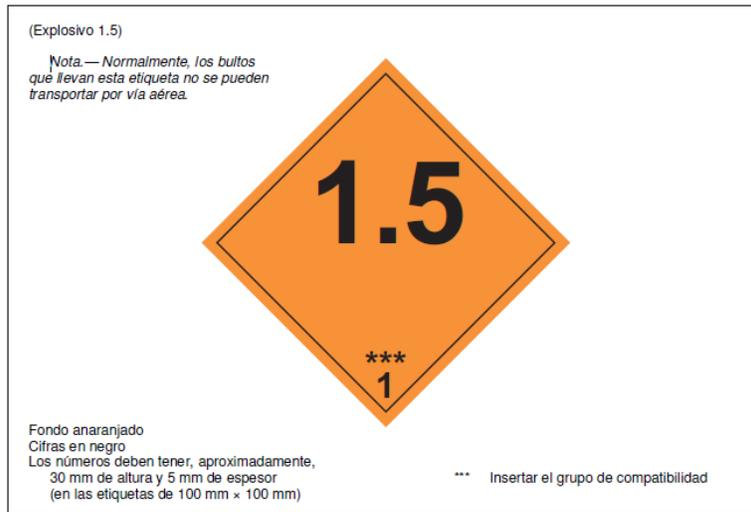 (Explosivo 1.5)
Nota.— Normalmente, los bultos
que llevan esta etiqueta no se pueden
transportar por vía aérea.
1.5
***
1
Fondo anaranjado
Cifras en negro
Los números deben tener, aproximadamente,
30 mm de altura y 5 mm de espesor
(en las etiquetas de 100 mm × 100 mm)
*** Insertar el grupo de compatibilidad